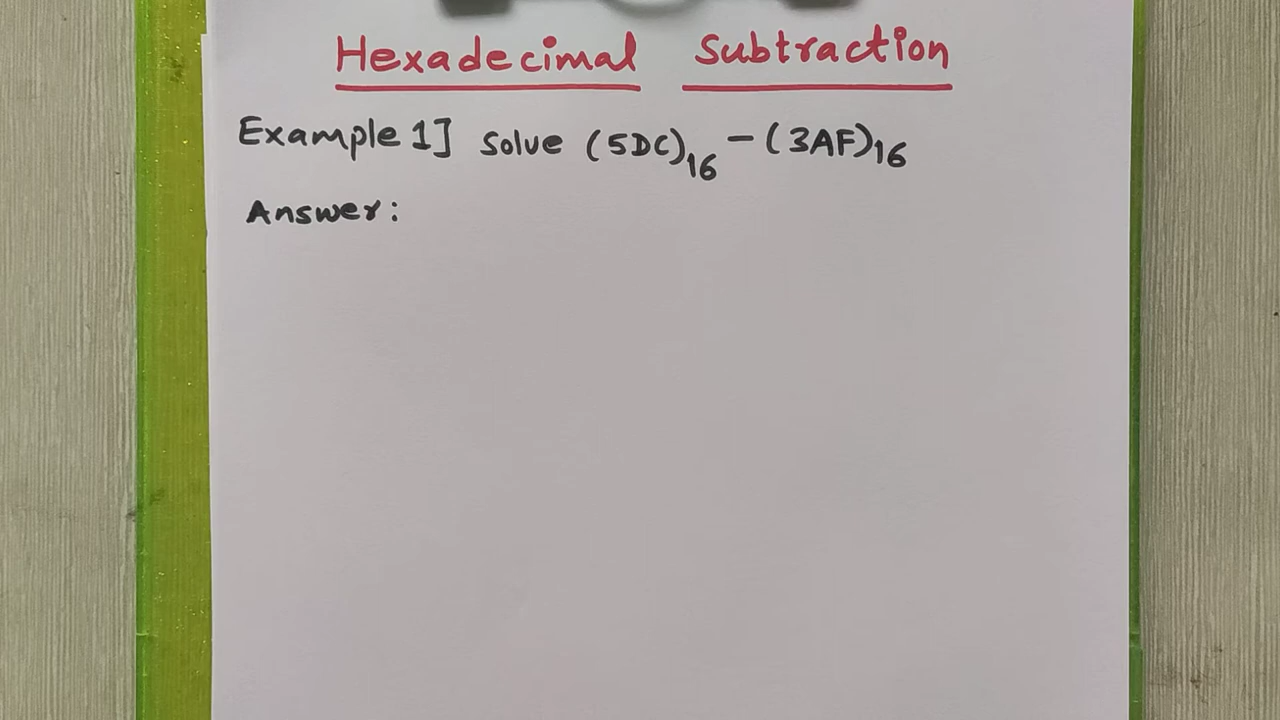 Hexadecimal Subtraction
Example 1] Solve (5DC)₁₆ - (3AF)₁₆
Answer: